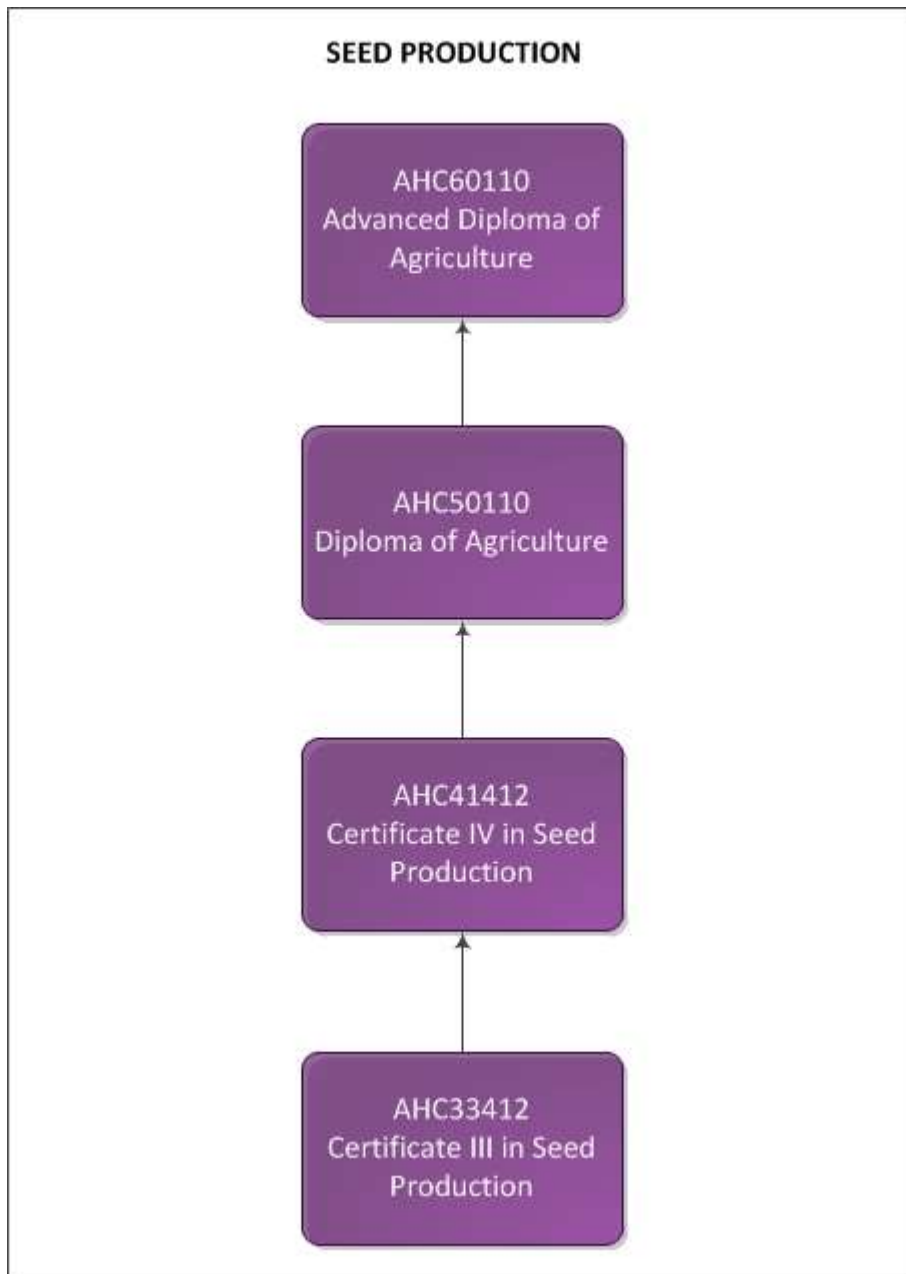 SEED PRODUCTION
AHC60110
Advanced Diploma of
Agriculture
AHC50110
Diploma of Agriculture
AHC41412
Certificate IV in Seed
Production
AHC33412
Certificate III in Seed
Production